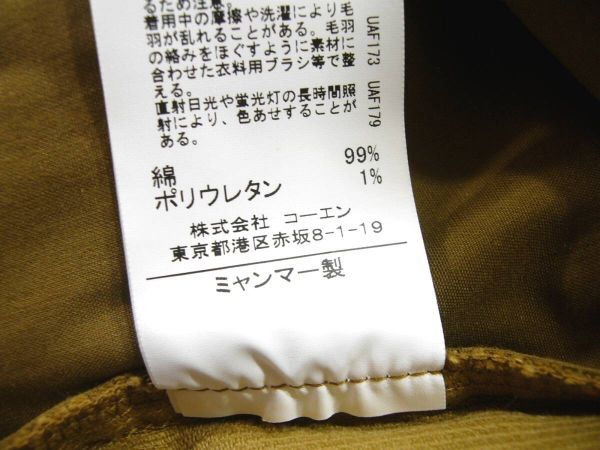 るため注意。
着用中の摩擦や洗濯により毛
羽が乱れることがある。毛羽
の絡みをほぐすように素材に
合わせた衣料用ブラシ等で整
える。
直射日光や蛍光灯の長時間照
射により、色あせすることが
ある。
UAF173 UAF179
綿 99%
ポリウレタン 1%
株式会社 コーエン
東京都港区赤坂8-1-19
ミャンマー製